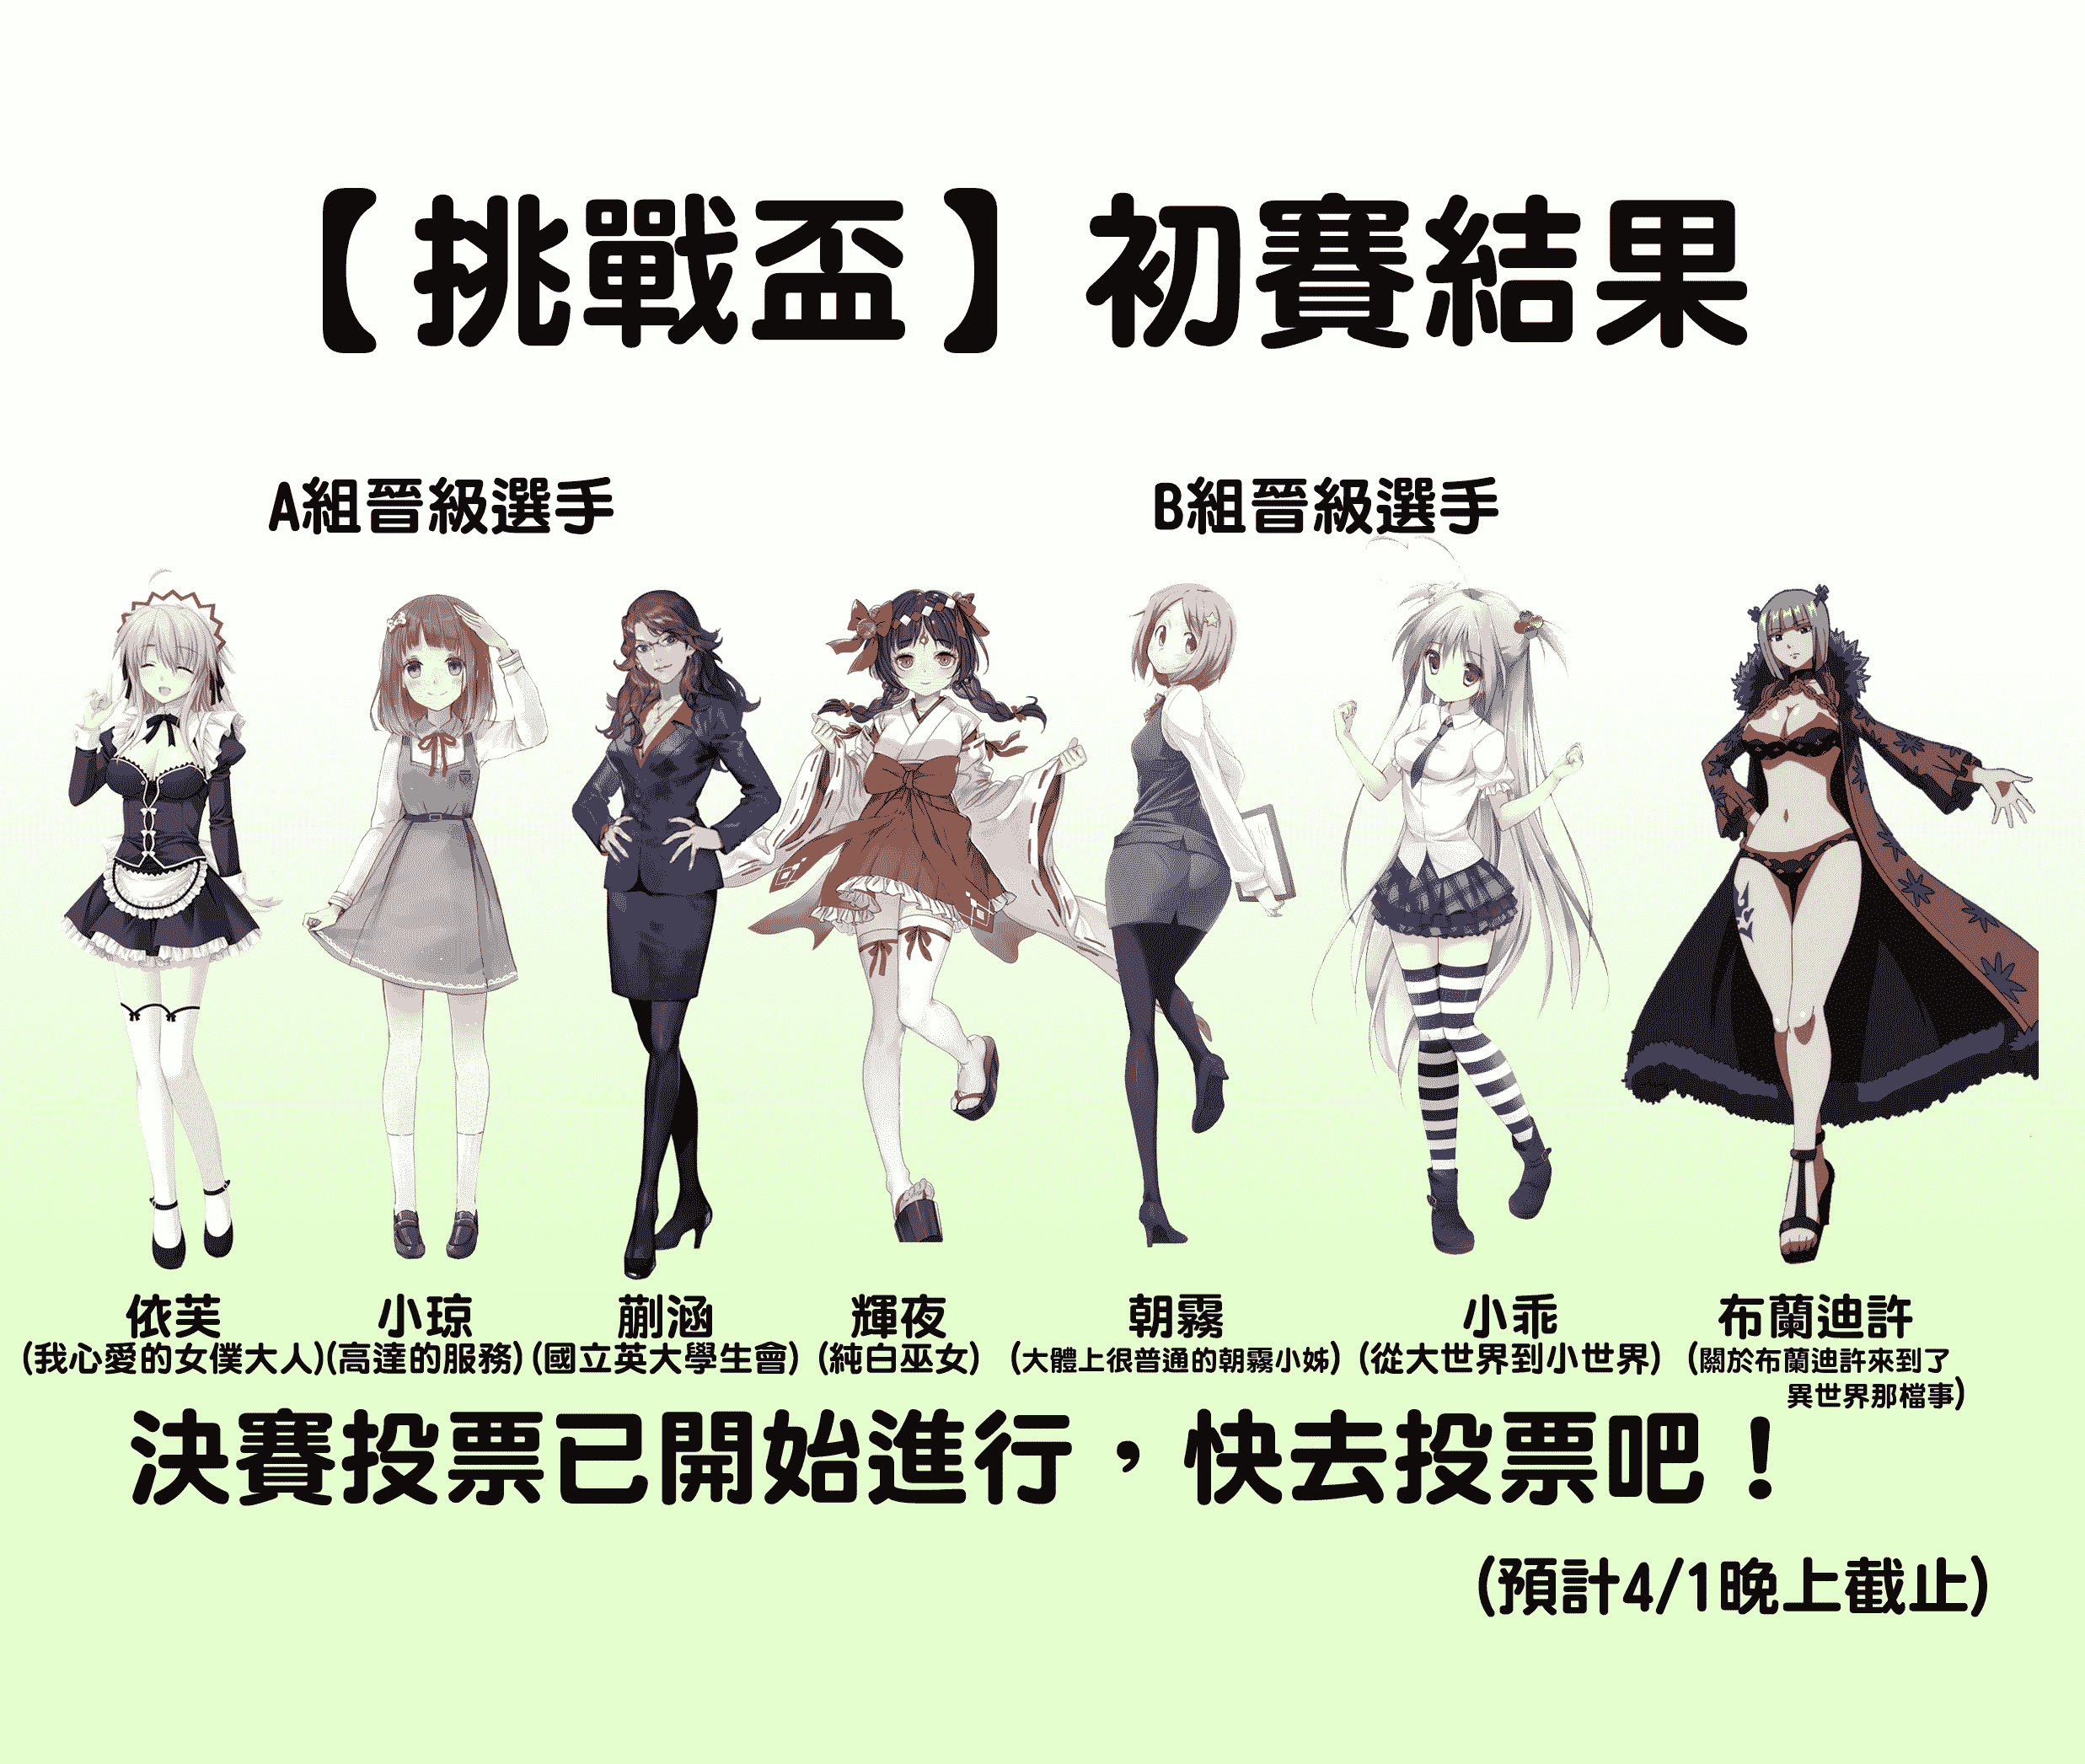 【挑戰盃】初賽結果
A組晉級選手
B組晉級選手
依芙
(我心愛的女僕大人)
小琼
(高達的服務)
蒯涵
(國立英大學生會)
輝夜
(純白巫女)
朝霧
(大體上很普通的朝霧小姊)
小乖
(從大世界到小世界)
布蘭迪許
(關於布蘭迪許來到了
異世界那檔事)
決賽投票已開始進行，快去投票吧！
(預計4/1晚上截止)